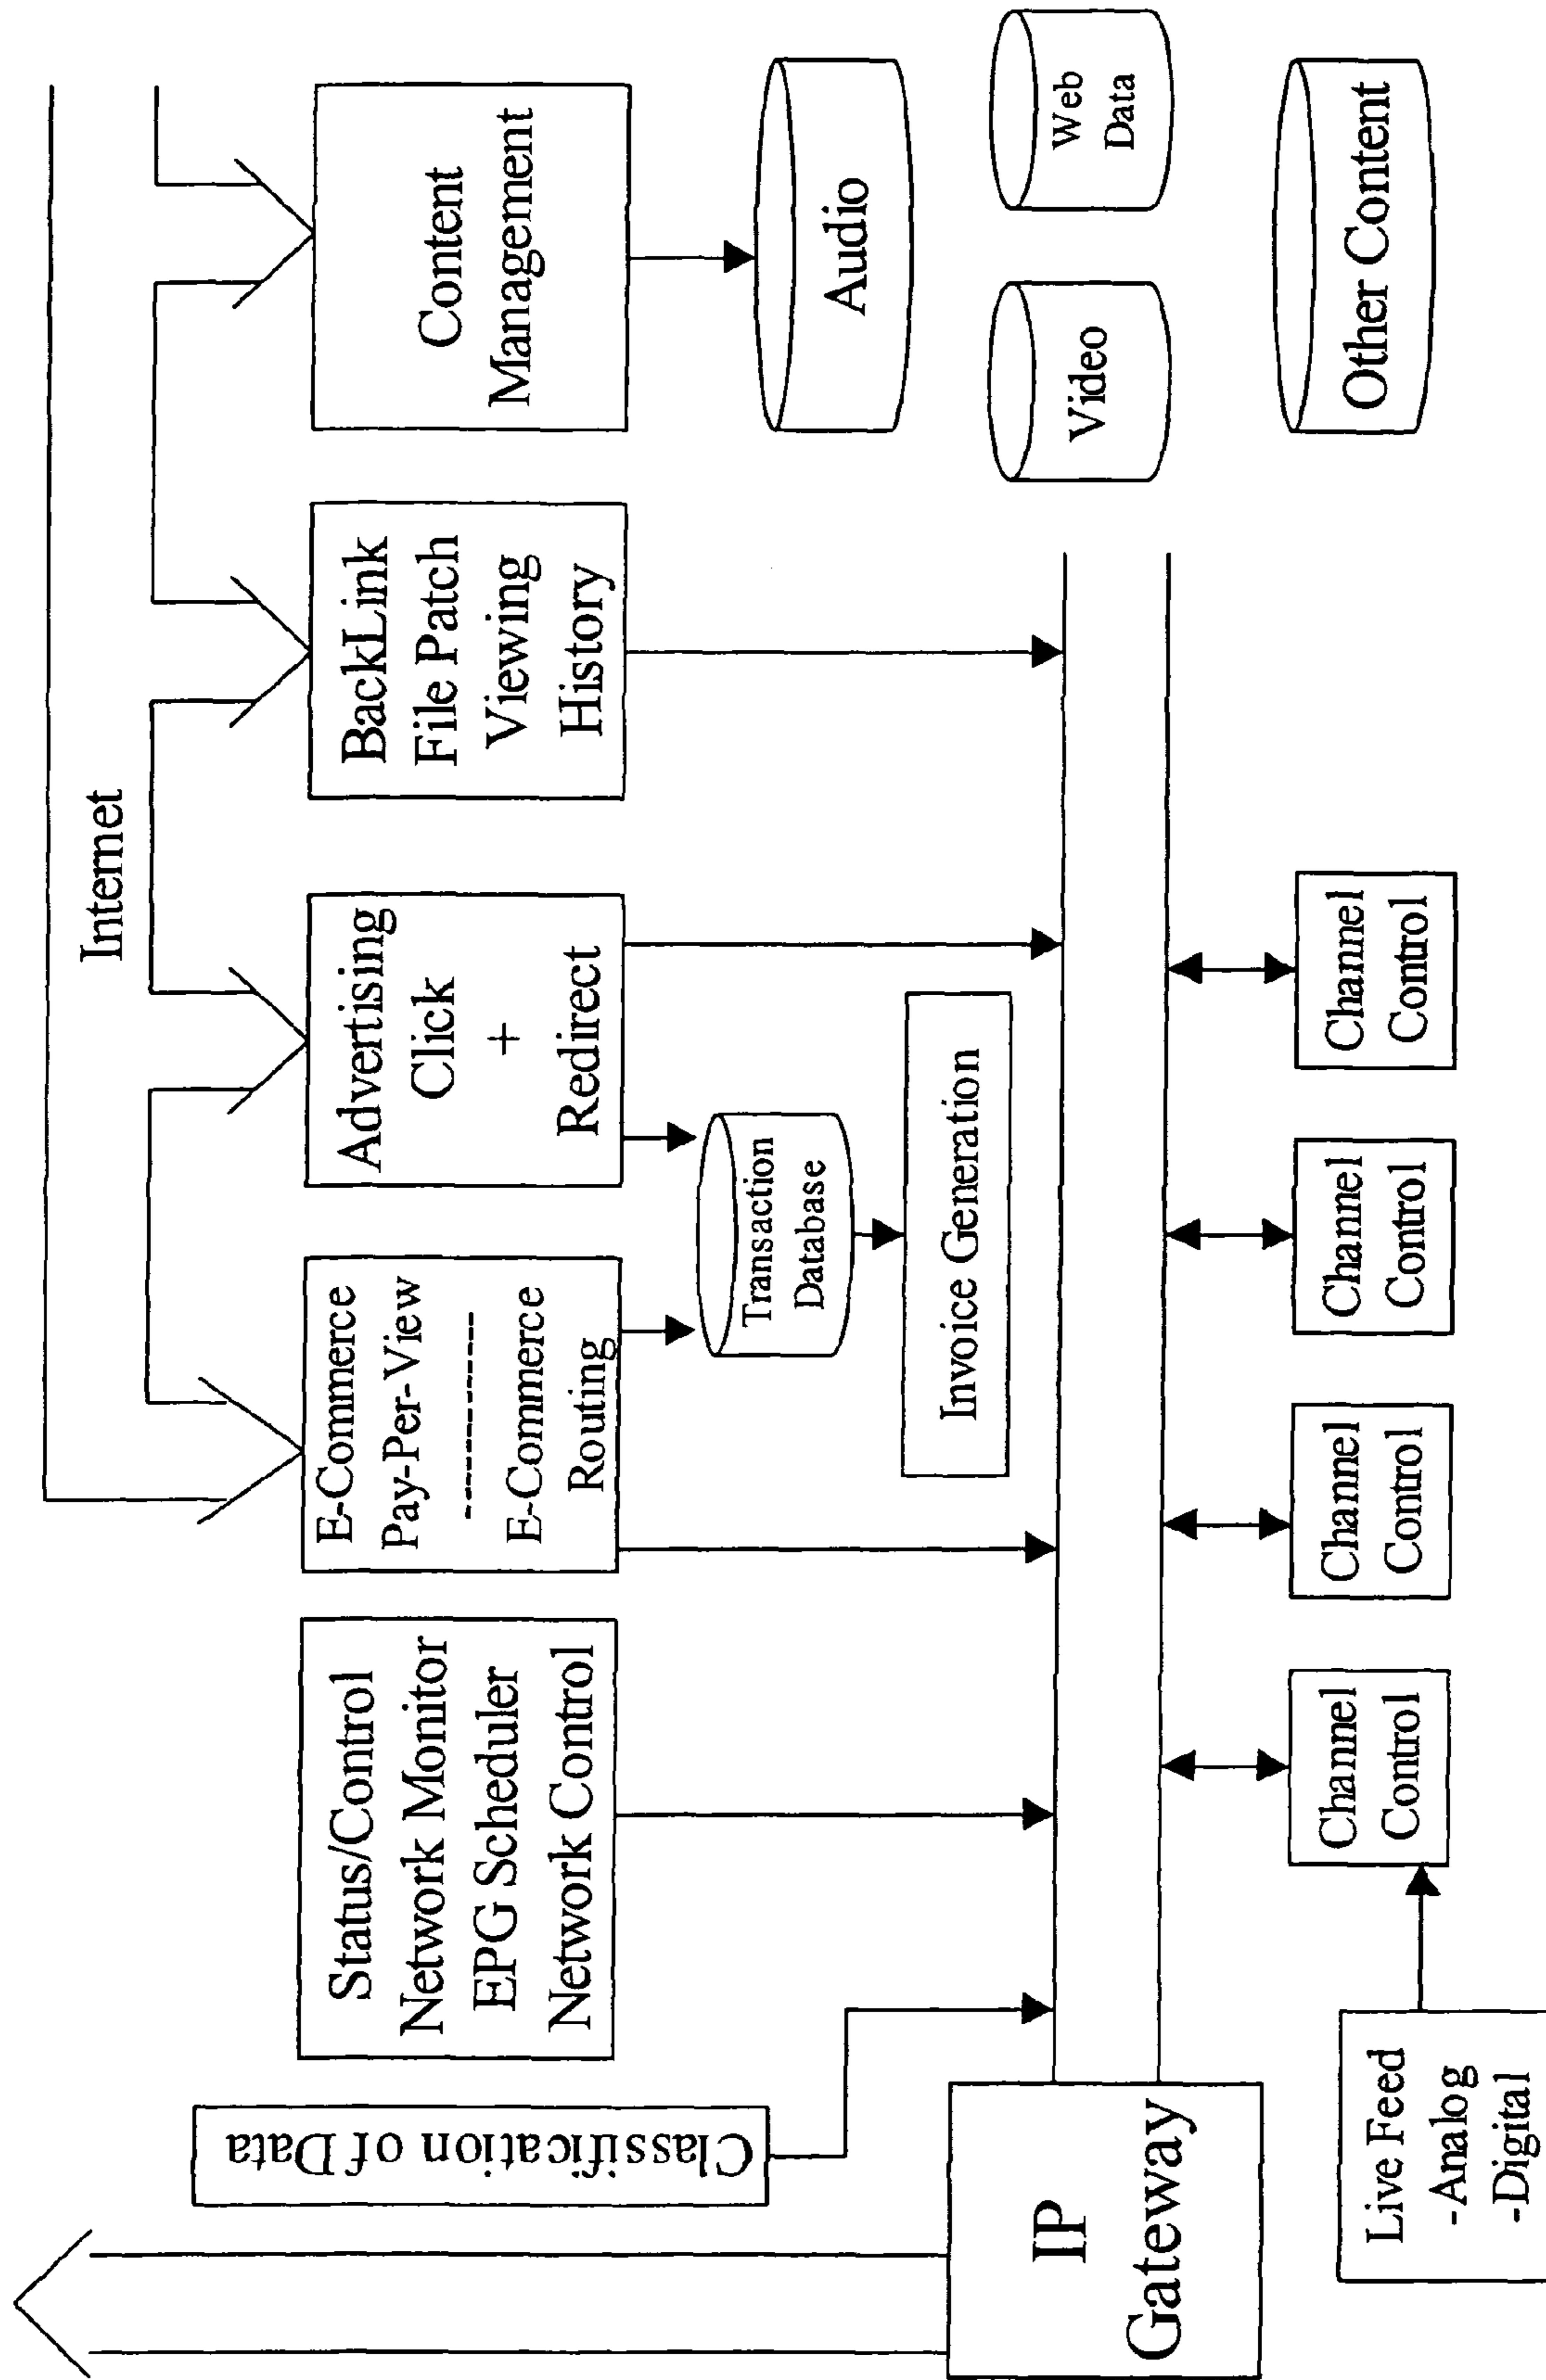 Internet
Classification of Data
Status/Control
Network Monitor
EPG Scheduler
Network Control
E-Commerce
Pay-Per-View
----------
E-Commerce
Routing
Advertising
Click
+
Redirect
BackLink
File Patch
Viewing
History
Content
Management
Transaction
Database
Invoice Generation
Audio
Video
Web
Data
Other Content
IP
Gateway
Live Feed
-Analog
-Digital
Channel
Control
Channel
Control
Channel
Control
Channel
Control